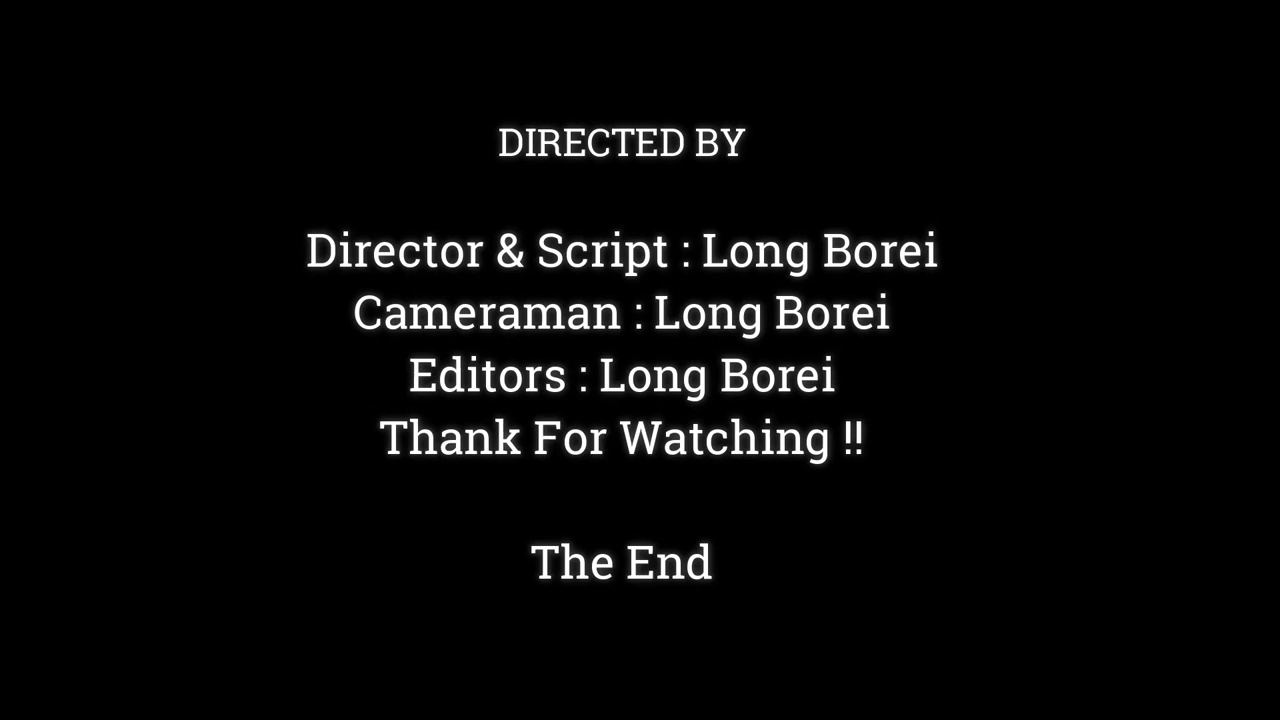 DIRECTED BY
Director & Script : Long Borei
Cameraman : Long Borei
Editors : Long Borei
Thank For Watching !!
The End